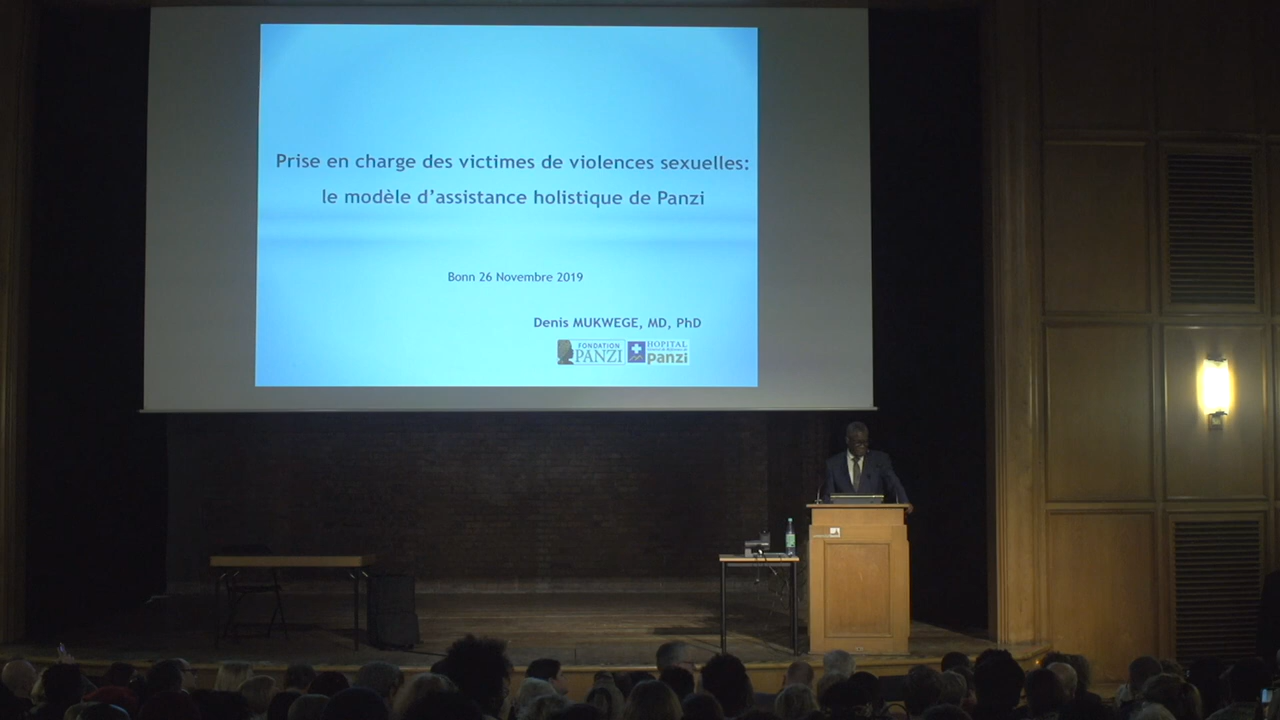 Prise en charge des victimes de violences sexuelles:
le modèle d'assistance holistique de Panzi
Bonn 26 Novembre 2019
Denis MUKWEGE, MD, PhD
FONDATION
PANZI
HOPITAL
panzi